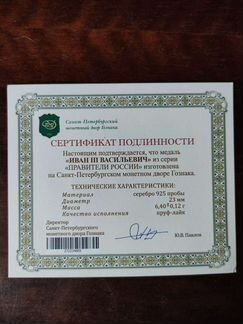 Санкт-Петербургский
монетный двор Гознака
СЕРТИФИКАТ ПОДЛИННОСТИ
Настоящим подтверждается, что медаль
«ИВАН III ВАСИЛЬЕВИЧ» из серии
«ПРАВИТЕЛИ РОССИИ» изготовлена
на Санкт-Петербургском монетном дворе Гознака.
ТЕХНИЧЕСКИЕ ХАРАКТЕРИСТИКИ:
Материал серебро 925 пробы
Диаметр 23 мм
Масса 6,40±0,12 г
Качество исполнения пруф-лайк
Директор
Санкт-Петербургского
монетного двора Гознака Ю.В. Павлов